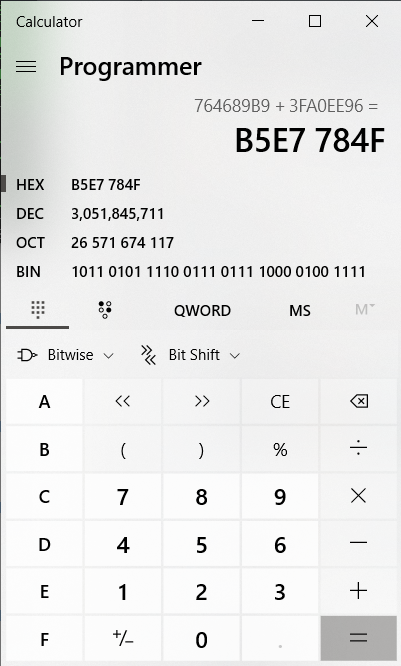 Calculator
Programmer
764689B9 + 3FA0EE96 =
B5E7 784F
HEX B5E7 784F
DEC 3,051,845,711
OCT 26 571 674 117
BIN 1011 0101 1110 0111 0111 1000 0100 1111
QWORD MS M
Bitwise Bit Shift
A << >> CE
B ( ) % ÷
C 7 8 9 ×
D 4 5 6 −
E 1 2 3 +
F +/− 0 . =